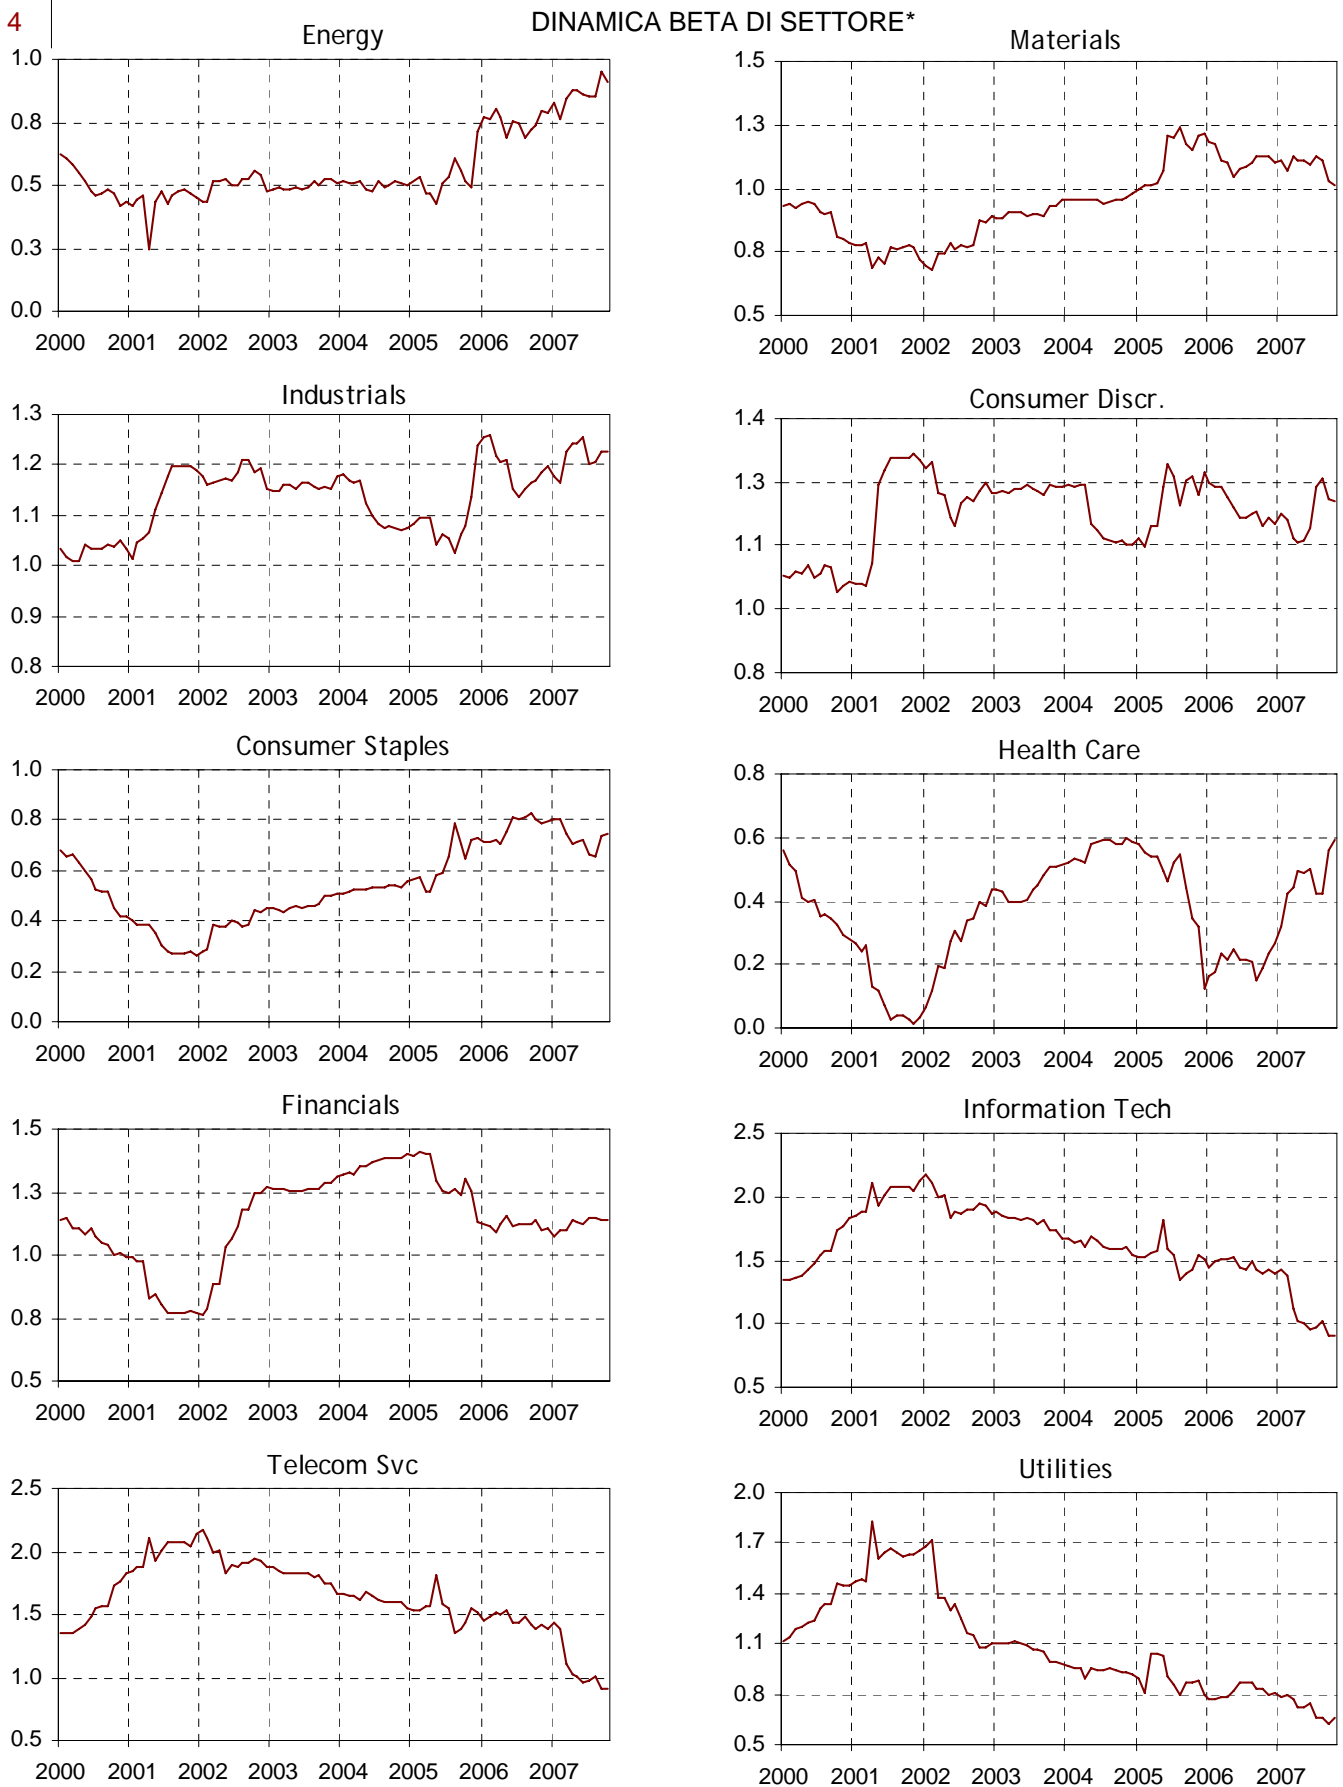 4
DINAMICA BETA DI SETTORE*
Energy
1.0
0.8
0.5
0.3
0.0
2000 2001 2002 2003 2004 2005 2006 2007
Materials
1.5
1.3
1.0
0.8
0.5
2000 2001 2002 2003 2004 2005 2006 2007
Industrials
1.3
1.2
1.1
1.0
0.9
0.8
2000 2001 2002 2003 2004 2005 2006 2007
Consumer Discr.
1.4
1.3
1.1
1.0
0.8
2000 2001 2002 2003 2004 2005 2006 2007
Consumer Staples
1.0
0.8
0.6
0.4
0.2
0.0
2000 2001 2002 2003 2004 2005 2006 2007
Health Care
0.8
0.6
0.4
0.2
0.0
2000 2001 2002 2003 2004 2005 2006 2007
Financials
1.5
1.3
1.0
0.8
0.5
2000 2001 2002 2003 2004 2005 2006 2007
Information Tech
2.5
2.0
1.5
1.0
0.5
2000 2001 2002 2003 2004 2005 2006 2007
Telecom Svc
2.5
2.0
1.5
1.0
0.5
2000 2001 2002 2003 2004 2005 2006 2007
Utilities
2.0
1.7
1.4
1.1
0.8
0.5
2000 2001 2002 2003 2004 2005 2006 2007